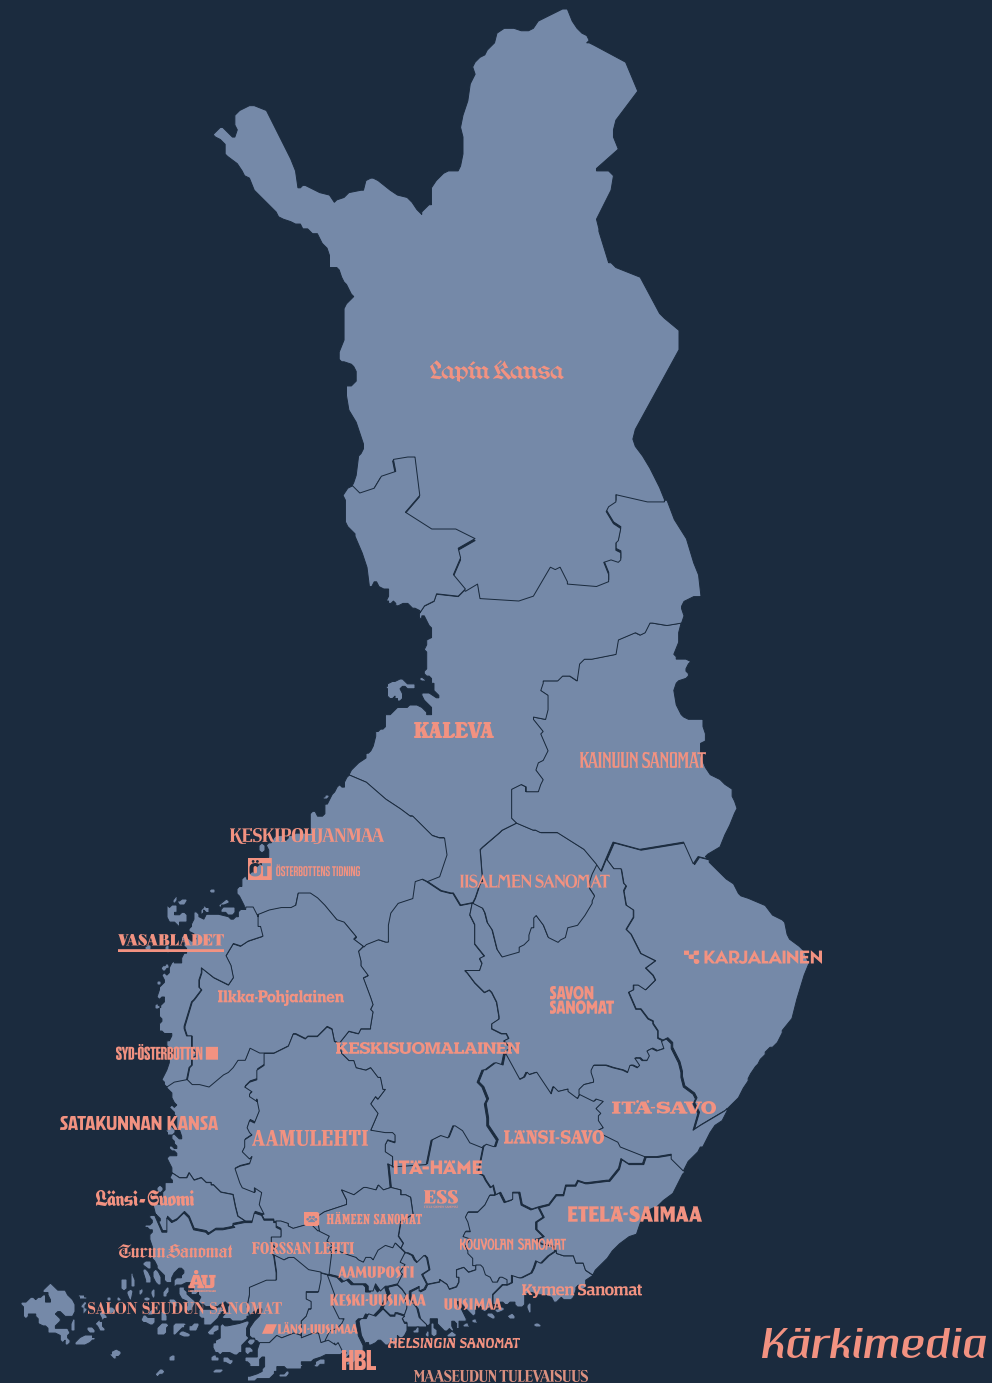 Lapin Kansa
KALEVA
KAINUUN SANOMAT
KESKIPOHJANMAA
ÖT ÖSTERBOTTENS TIDNING
IISALMEN SANOMAT
VASABLADET
KARJALAINEN
Ilkka-Pohjalainen
SAVON
SANOMAT
KESKISUOMALAINEN
SYD-ÖSTERBOTTEN
ITÄ-SAVO
SATAKUNNAN KANSA
AAMULEHTI
LÄNSI-SAVO
ITÄ-HÄME
Länsi-Suomi
ESS
ETELÄ-SAIMAA
HÄMEEN SANOMAT
Turun Sanomat
FORSSAN LEHTI
KOUVOLAN SANOMAT
AAMUPOSTI
ÅU
Kymen Sanomat
SALON SEUDUN SANOMAT
KESKI-UUSIMAA
UUSIMAA
LÄNSI-UUSIMAA
HELSINGIN SANOMAT
Kärkimedia
HBL
MAASEUDUN TULEVAISUUS